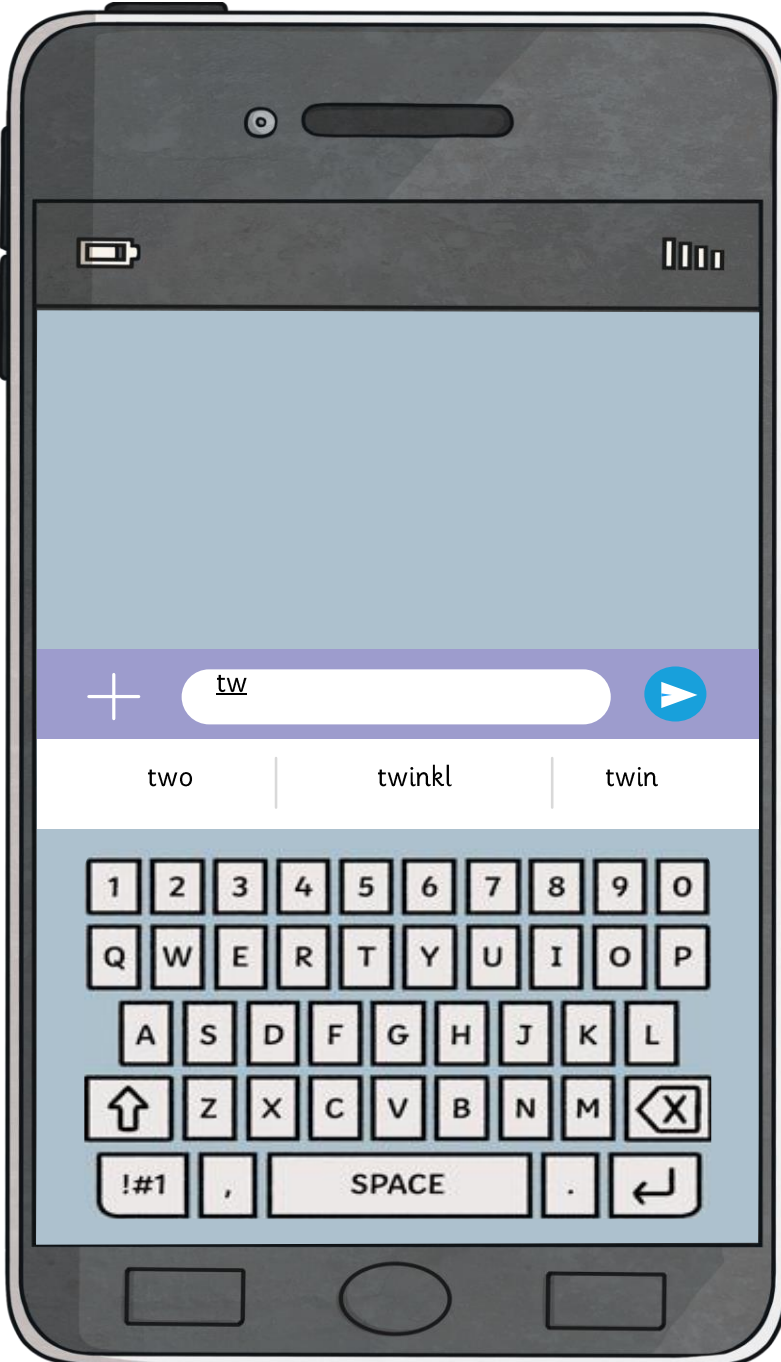 tw
two twinkl twin
1 2 3 4 5 6 7 8 9 0
Q W E R T Y U I O P
A S D F G H J K L
Z X C V B N M X
!#1 , SPACE .